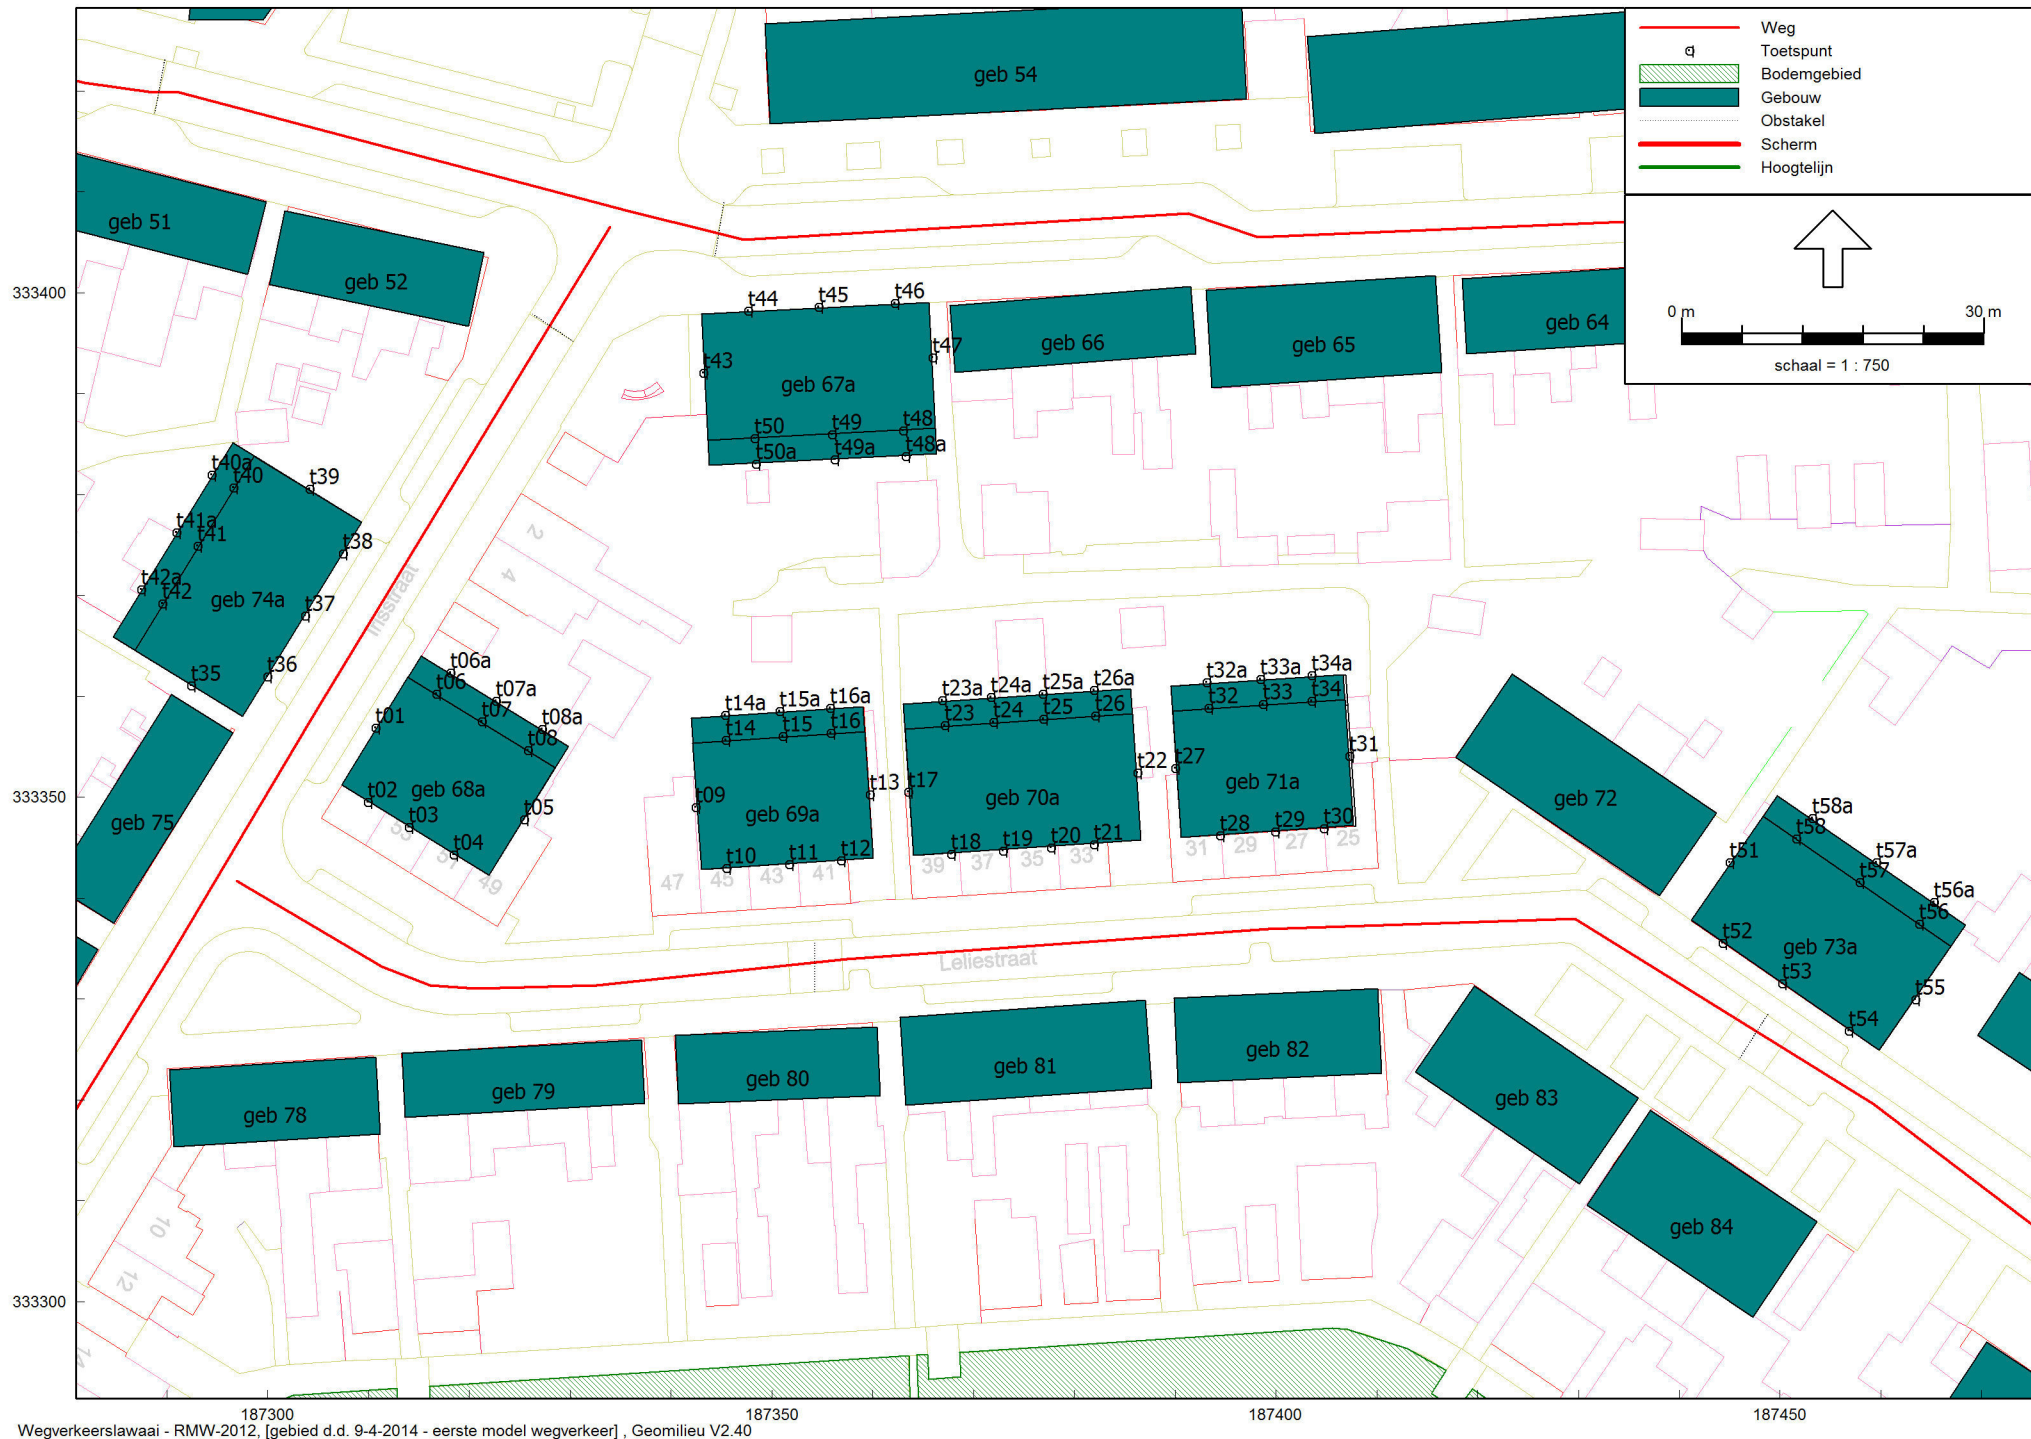 Weg
Toetspunt
Bodemgebied
Gebouw
Obstakel
Scherm
Hoogtelijn
0 m 30 m
schaal = 1 : 750
geb 54
geb 51
geb 52
333400
t44 t45 t46
t43 t47
geb 67a
geb 66 geb 65 geb 64
t50 t49 t48
t50a t49a t48a
t40a t40 t39
t41a t41 t38
t42a t42 t37
geb 74a
t35 t36
Irisstraat
2
4
t06a
t06 t07a
t07 t08a
t08
t01
t02 geb 68a t05
t03
t04
49
geb 75
333350
t14a t15a t16a
t14 t15 t16
t09 t13
geb 69a
t10 t11 t12
47 45 43 41
t23a t24a t25a t26a
t23 t24 t25 t26
t17 t22
geb 70a
t18 t19 t20 t21
39 37 35 33
t32a t33a t34a
t32 t33 t34
t27 t31
geb 71a
t28 t29 t30
31 29 27 25
geb 72
t58a
t58 t57a
t51 t57 t56a
t56
t52 geb 73a
t53 t55
t54
Leliestraat
geb 78
geb 79
geb 80
geb 81
geb 82
geb 83
geb 84
10
12
14
333300
187300 187350 187400 187450
Wegverkeerslawaai - RMW-2012, [gebied d.d. 9-4-2014 - eerste model wegverkeer] , Geomilieu V2.40